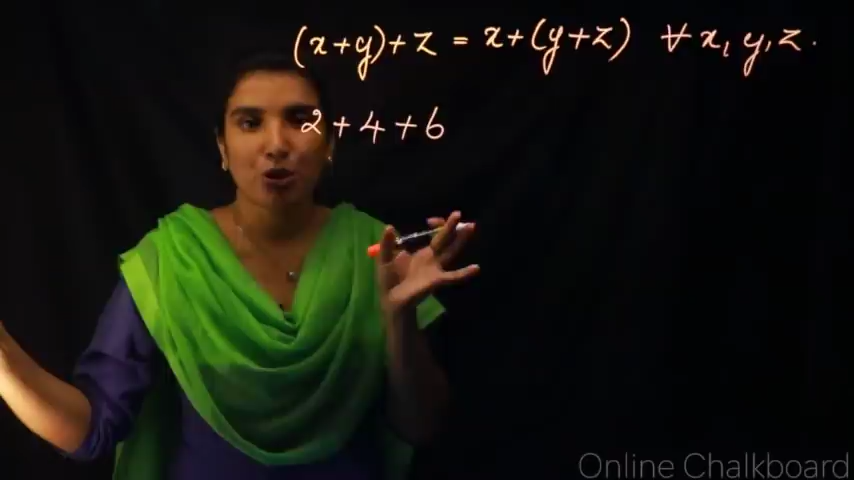 (x+y)+z = x+(y+z) ∀ x, y, z.
2+4+6
Online Chalkboard